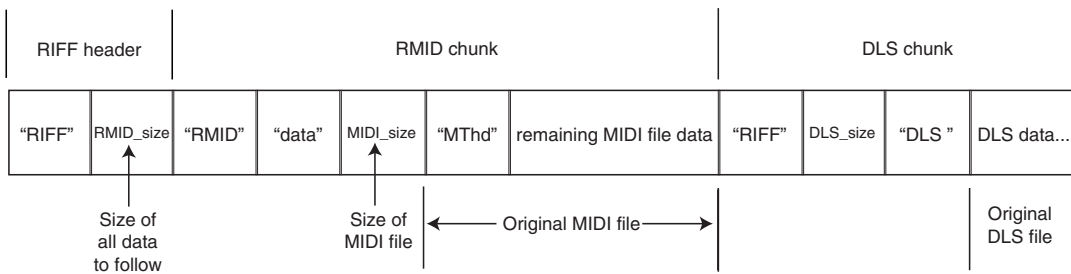 RIFF header
RMID chunk
DLS chunk
“RIFF”
RMID_size
“RMID”
“data”
MIDI_size
“MThd”
remaining MIDI file data
“RIFF”
DLS_size
“DLS ”
DLS data...
Size of
all data
to follow
Size of
MIDI file
Original MIDI file
Original
DLS file